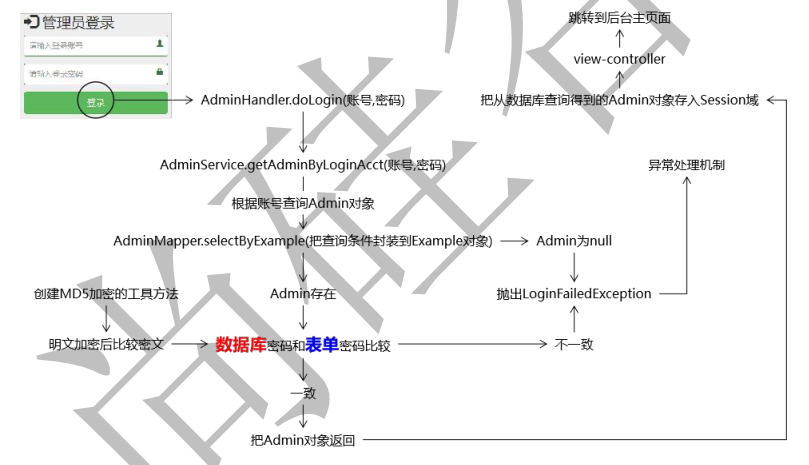 管理员登录
请输入登录账号
请输入登录密码
登录
跳转到后台主页面
view-controller
AdminHandler.doLogin(账号,密码)
把从数据库查询得到的Admin对象存入Session域
AdminService.getAdminByLoginAcct(账号,密码)
异常处理机制
根据账号查询Admin对象
AdminMapper.selectByExample(把查询条件封装到Example对象)
Admin为null
创建MD5加密的工具方法
Admin存在
抛出LoginFailedException
明文加密后比较密文
数据库密码和表单密码比较
不一致
一致
把Admin对象返回
尚硅谷